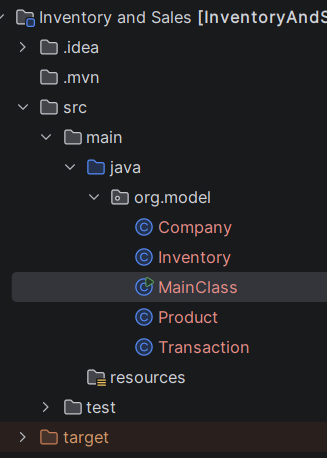 Inventory and Sales [InventoryAndS
.idea
.mvn
src
main
java
org.model
Company
Inventory
MainClass
Product
Transaction
resources
test
target